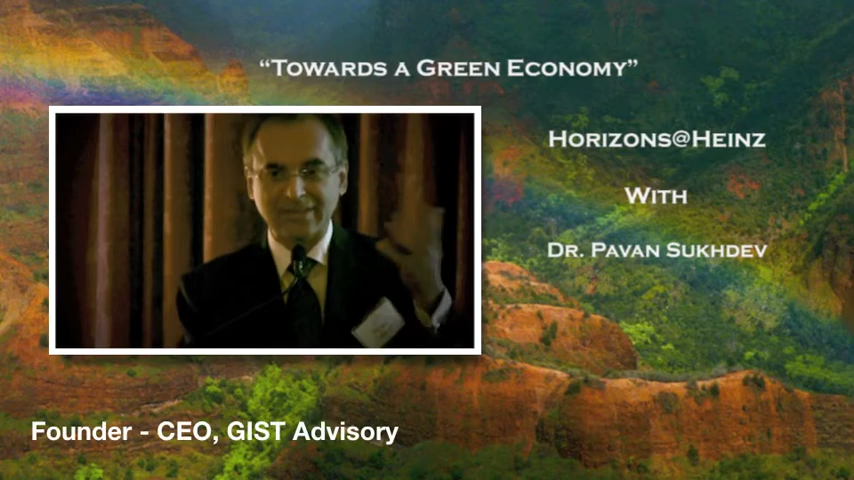 “Towards a Green Economy”
Horizons@Heinz
With
Dr. Pavan Sukhdev
Founder - CEO, GIST Advisory